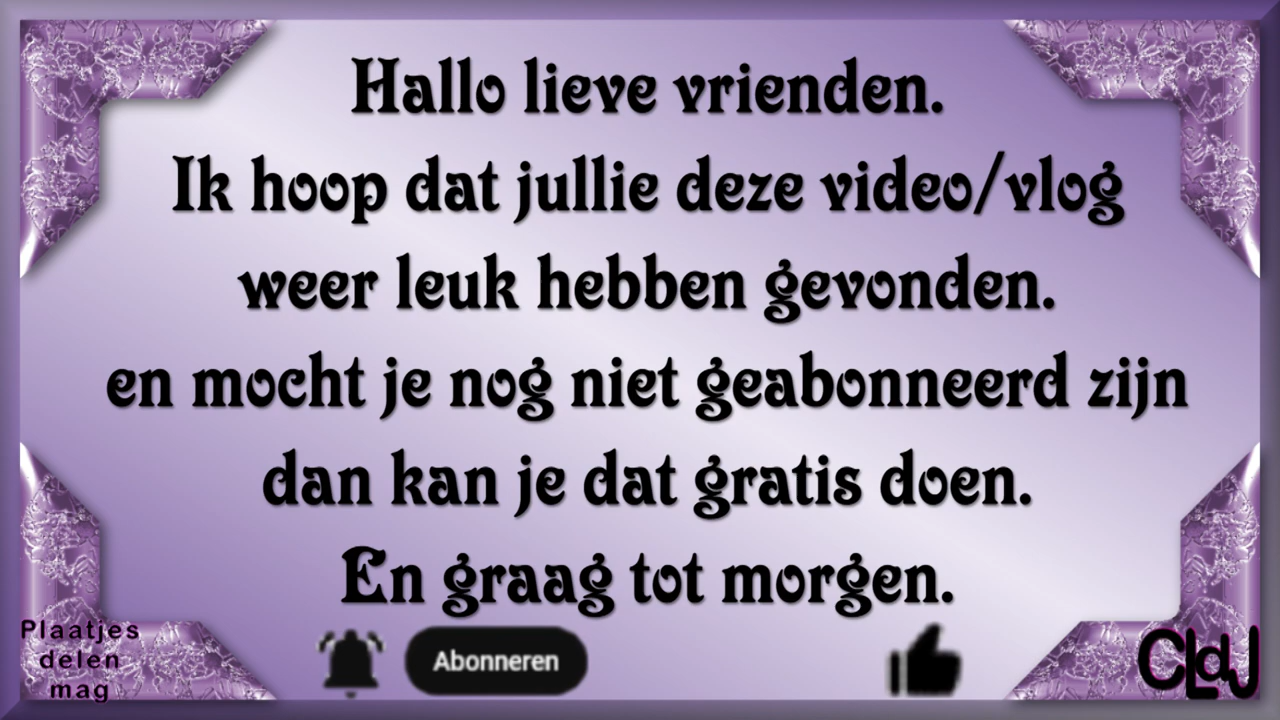 Hallo lieve vrienden.
Ik hoop dat jullie deze video/vlog
weer leuk hebben gevonden.
en mocht je nog niet geabonneerd zijn
dan kan je dat gratis doen.
En graag tot morgen.
Abonneren
Plaatjes
delen
mag
CLdJ